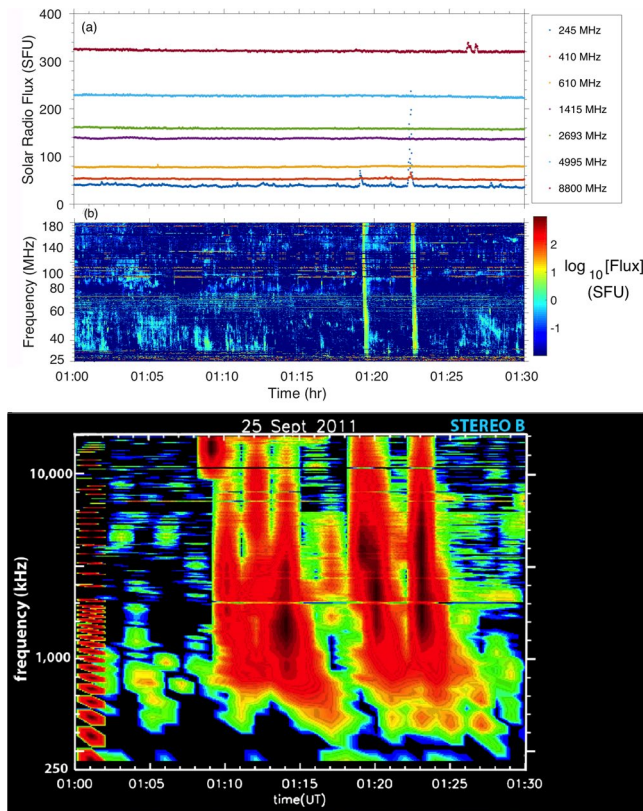 (a)
Solar Radio Flux (SFU)
400
300
200
100
0
245 MHz
410 MHz
610 MHz
1415 MHz
2693 MHz
4995 MHz
8800 MHz
(b)
Frequency (MHz)
180
140
100
80
60
40
25
01:00 01:05 01:10 01:15 01:20 01:25 01:30
Time (hr)
2
1
0
-1
log 10 [Flux]
(SFU)
25 Sept 2011
STEREO B
frequency (kHz)
10,000
1,000
250
01:00 01:05 01:10 01:15 01:20 01:25 01:30
time(UT)